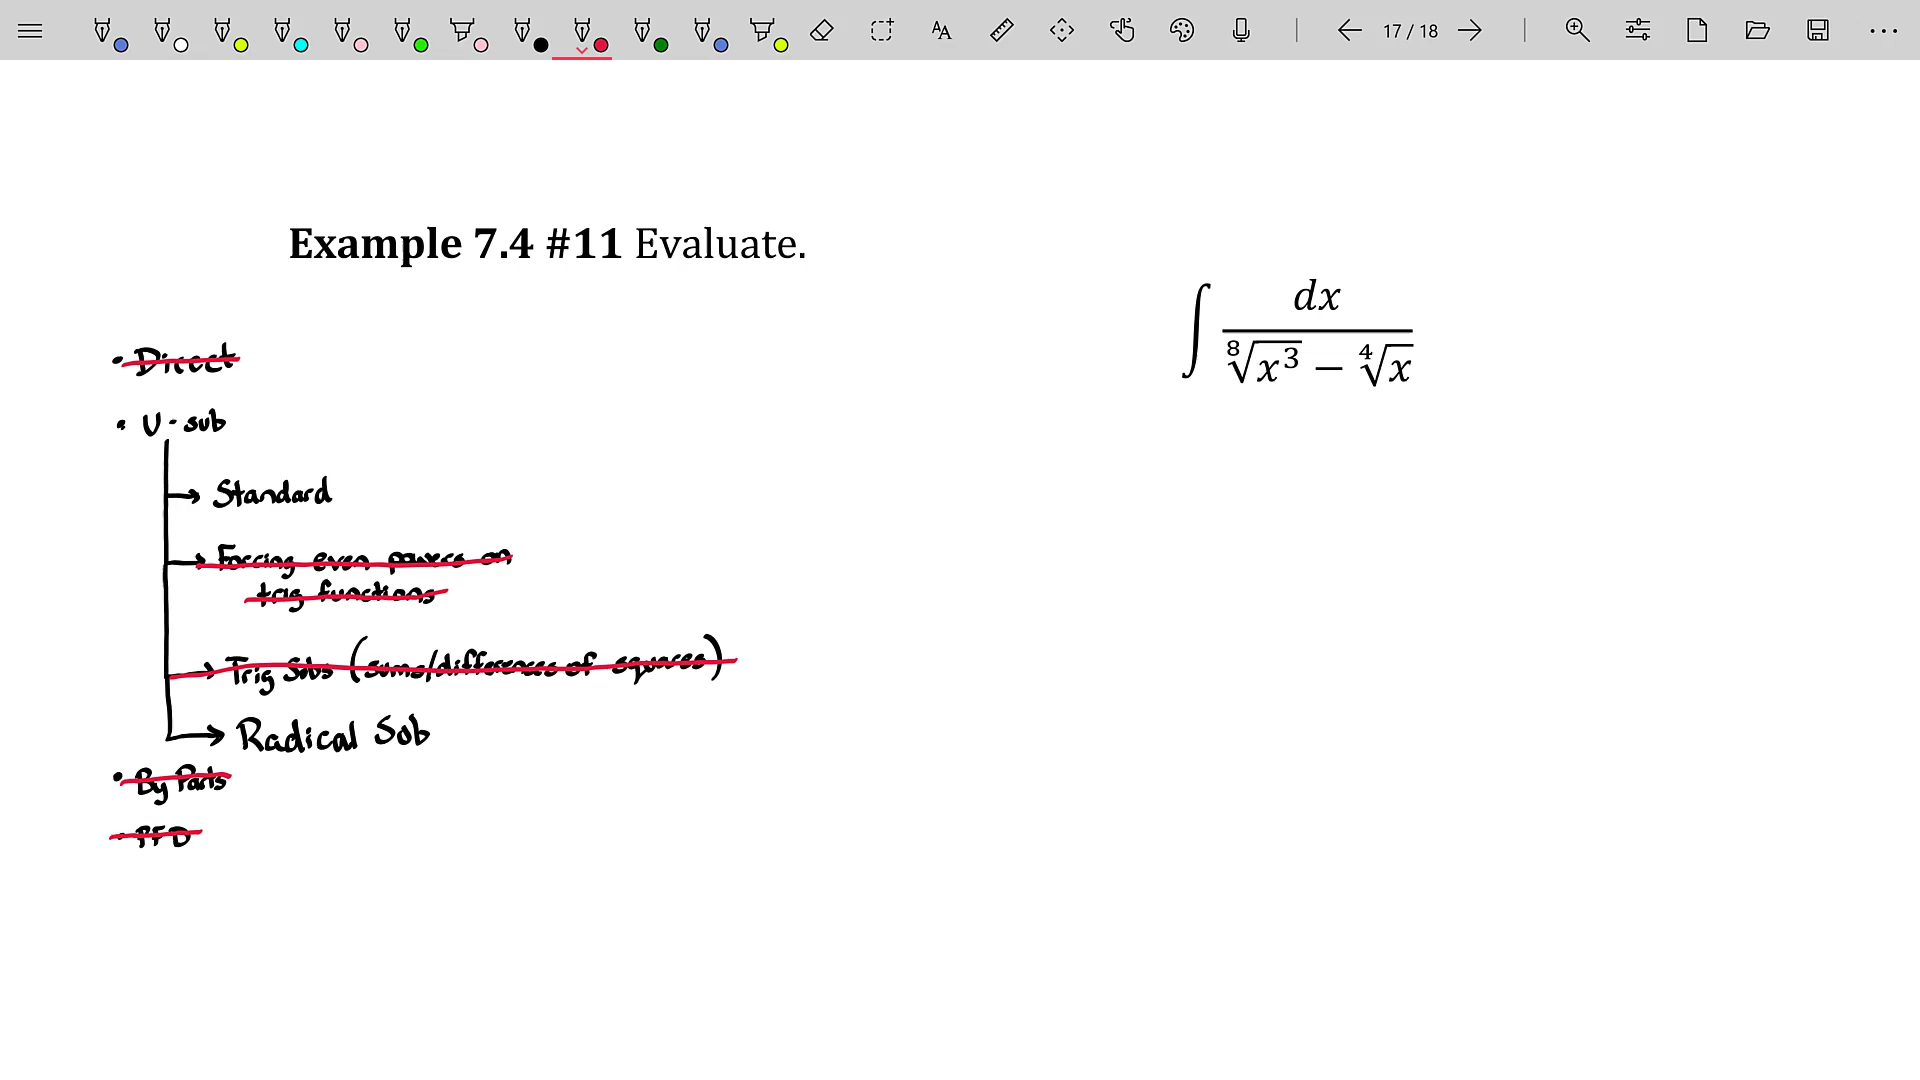 17 / 18
Example 7.4 #11 Evaluate.
∫ dx / (⁸√x³ − ⁴√x)
• Direct
• U-sub
→ Standard
→ Forcing even powers on
trig functions
→ Trig Subs (sums/differences of squares)
→ Radical Sub
• By Parts
• PFD